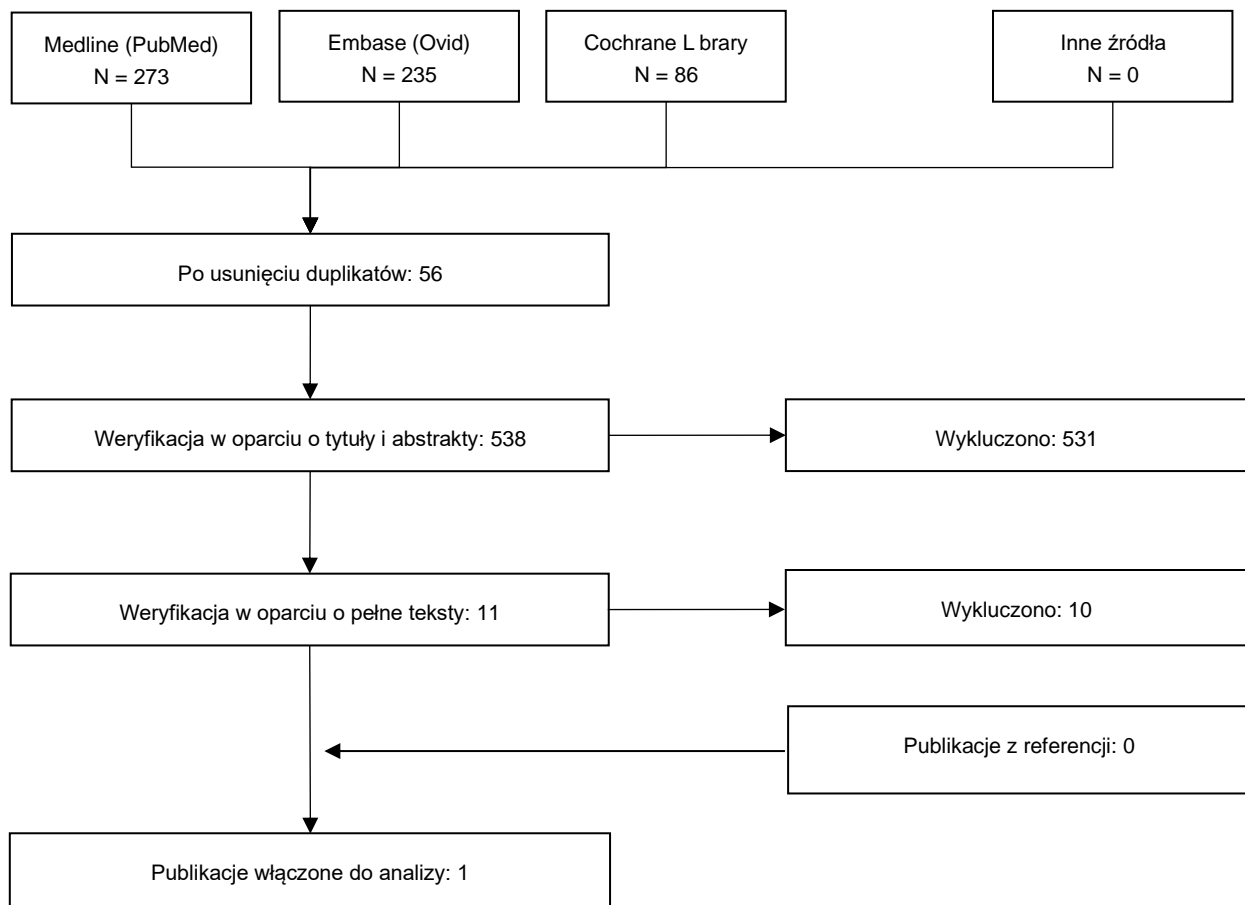 Medline (PubMed)
N = 273
Embase (Ovid)
N = 235
Cochrane L brary
N = 86
Inne źródła
N = 0
Po usunięciu duplikatów: 56
Weryfikacja w oparciu o tytuły i abstrakty: 538
Wykluczono: 531
Weryfikacja w oparciu o pełne teksty: 11
Wykluczono: 10
Publikacje z referencji: 0
Publikacje włączone do analizy: 1